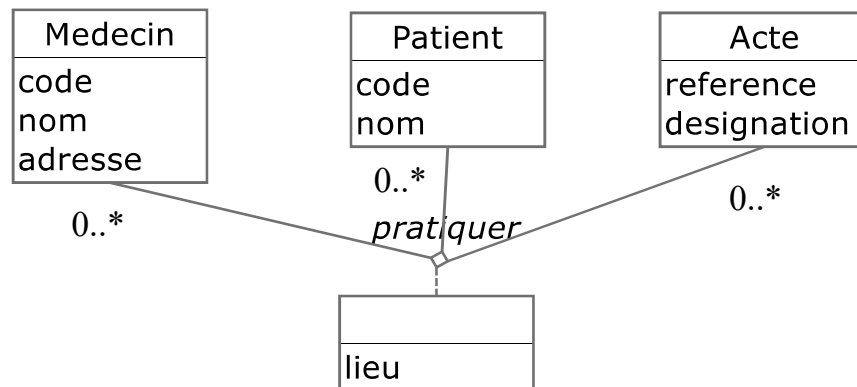 Medecin
code
nom
adresse
Patient
code
nom
Acte
reference
designation
0..*
0..*
0..*
pratiquer
lieu